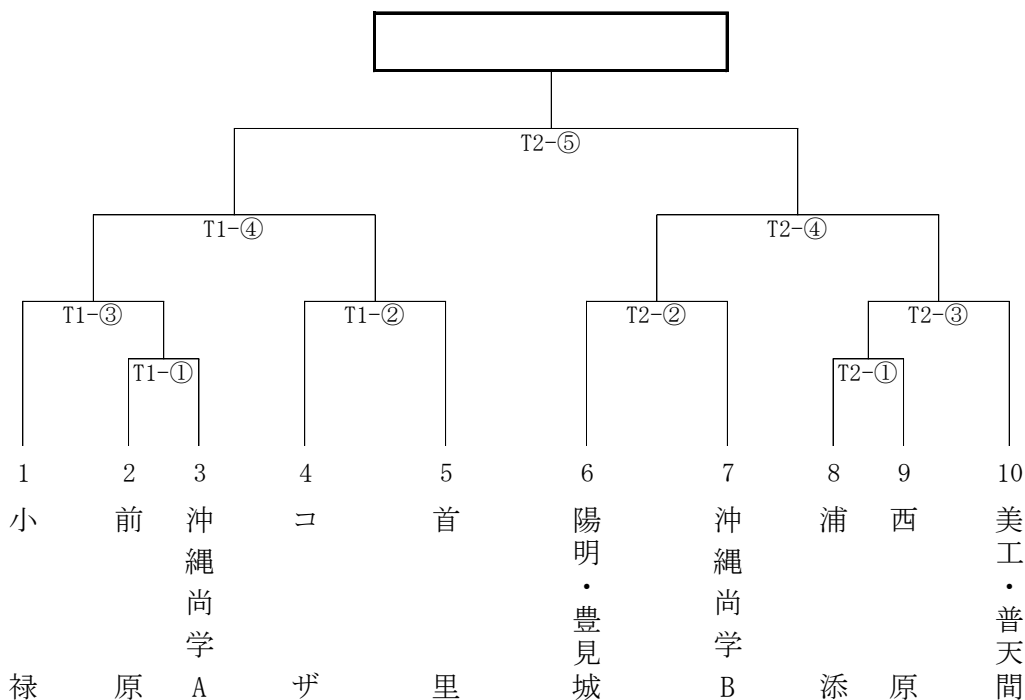 T2-⑤
T1-④ T2-④
T1-③ T1-② T2-② T2-③
T1-① T2-①
1 2 3 4 5 6 7 8 9 10
小禄
前原
沖縄尚学A
コザ
首里
陽明・豊見城
沖縄尚学B
浦添
西原
美工・普天間